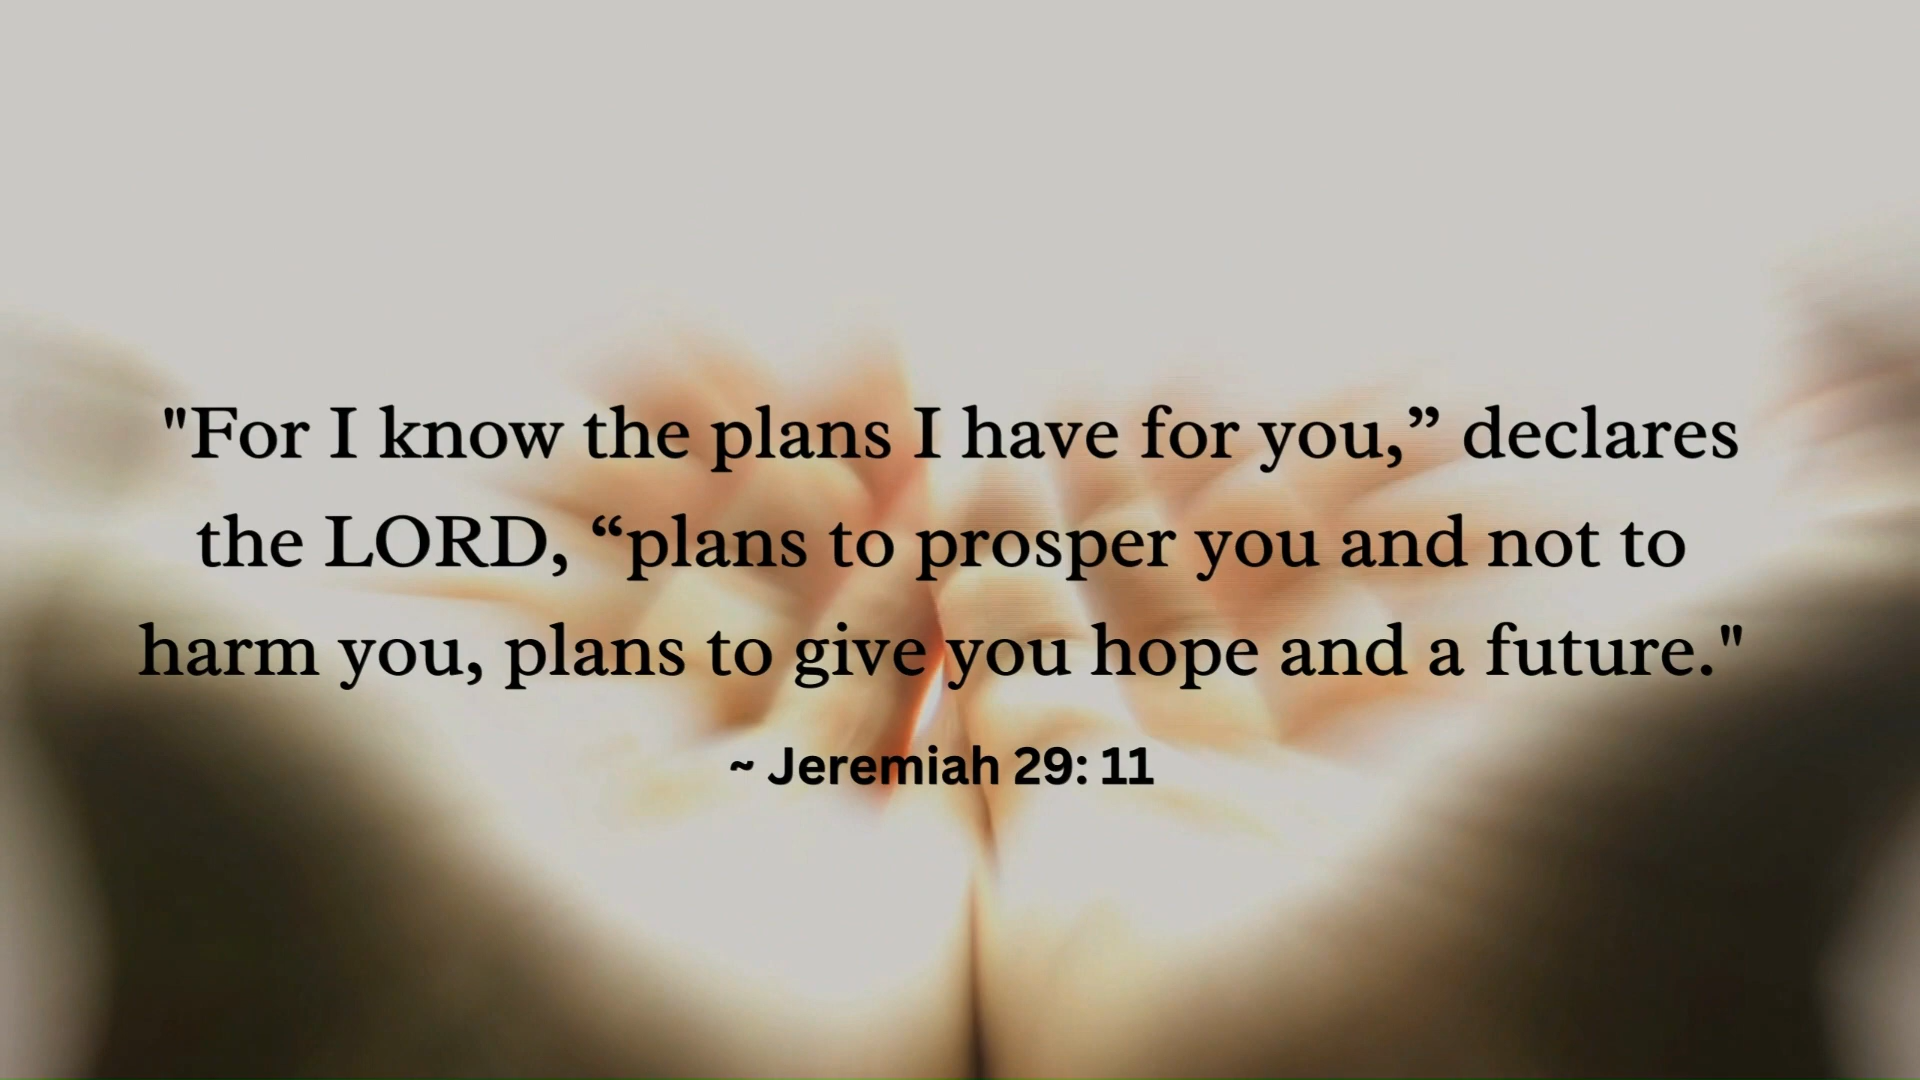 "For I know the plans I have for you,” declares
the LORD, “plans to prosper you and not to
harm you, plans to give you hope and a future."
~ Jeremiah 29: 11